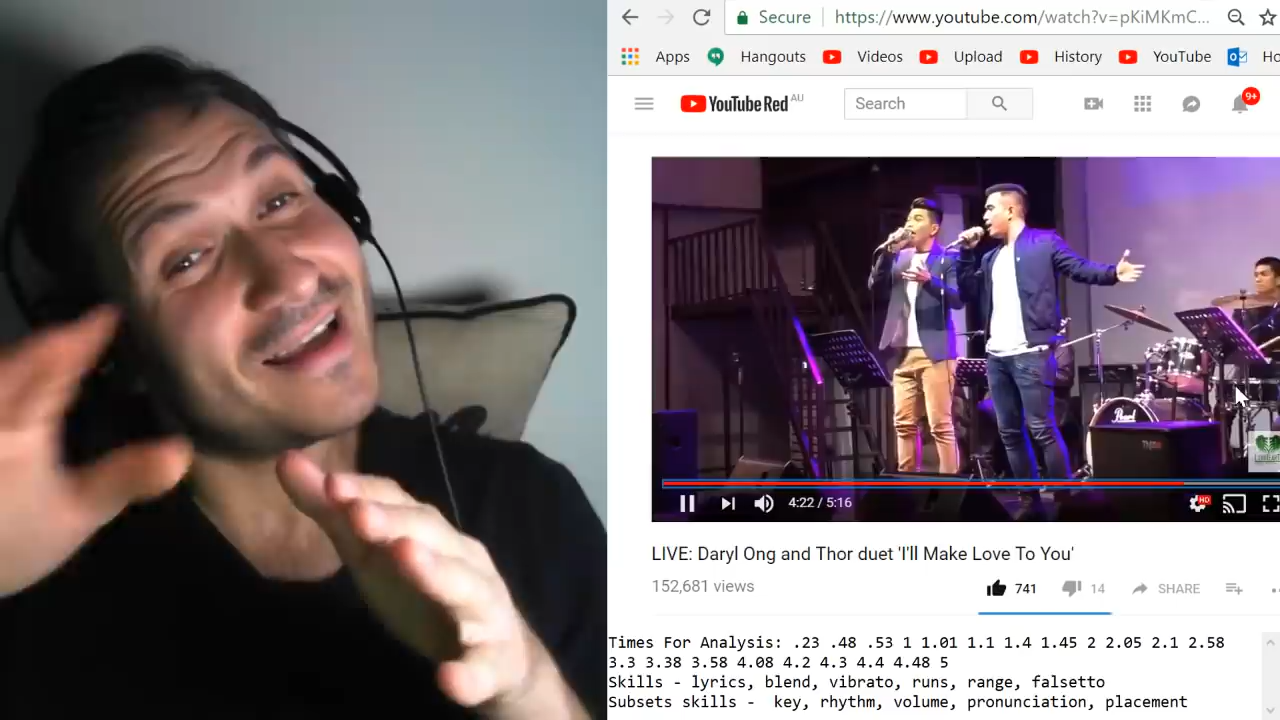 Secure https://www.youtube.com/watch?v=pKiMKmC...
Apps Hangouts Videos Upload History YouTube Ho
YouTube Red AU Search 9+
Pearl
4:22 / 5:16 HD
LIVE: Daryl Ong and Thor duet 'I'll Make Love To You'
152,681 views 741 14 SHARE
Times For Analysis: .23 .48 .53 1 1.01 1.1 1.4 1.45 2 2.05 2.1 2.58
3.3 3.38 3.58 4.08 4.2 4.3 4.4 4.48 5
Skills - lyrics, blend, vibrato, runs, range, falsetto
Subsets skills - key, rhythm, volume, pronunciation, placement